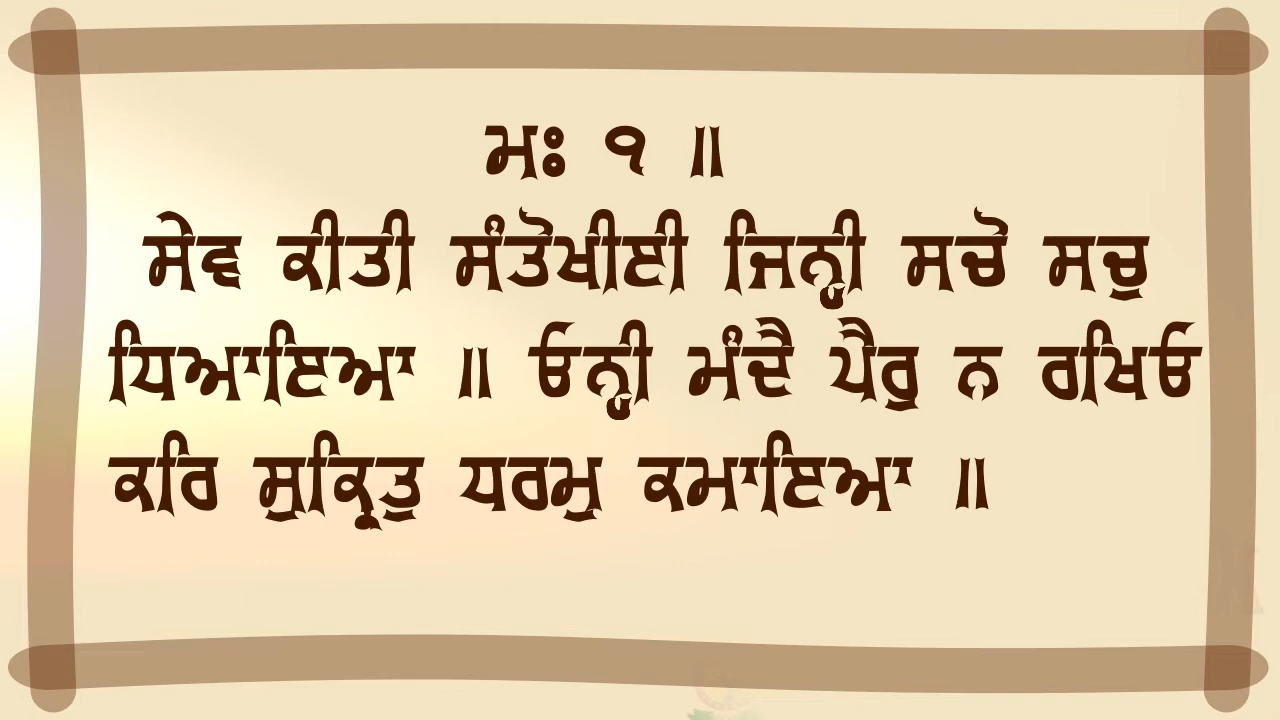 ਮਃ ੧ ॥
ਸੇਵ ਕੀਤੀ ਸੰਤੋਖੀਈ ਜਿਨ੍ਹੀ ਸਚੋ ਸਚੁ
ਧਿਆਇਆ ॥ ਓਨ੍ਹੀ ਮੰਦੈ ਪੈਰੁ ਨ ਰਖਿਓ
ਕਰਿ ਸੁਕ੍ਰਿਤੁ ਧਰਮੁ ਕਮਾਇਆ ॥